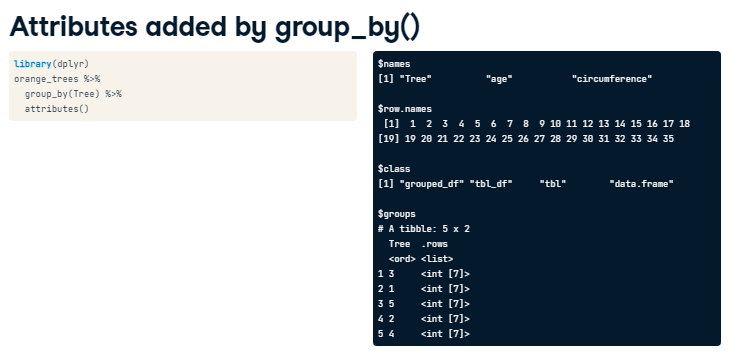 Attributes added by group_by()
library(dplyr)
orange_trees %>%
  group_by(Tree) %>%
  attributes()
$names
[1] "Tree"          "age"           "circumference"
$row.names
 [1]  1  2  3  4  5  6  7  8  9 10 11 12 13 14 15 16 17 18
[19] 19 20 21 22 23 24 25 26 27 28 29 30 31 32 33 34 35
$class
[1] "grouped_df" "tbl_df"     "tbl"        "data.frame"
$groups
# A tibble: 5 x 2
  Tree  .rows
  <ord> <list>
1 3     <int [7]>
2 1     <int [7]>
3 5     <int [7]>
4 2     <int [7]>
5 4     <int [7]>